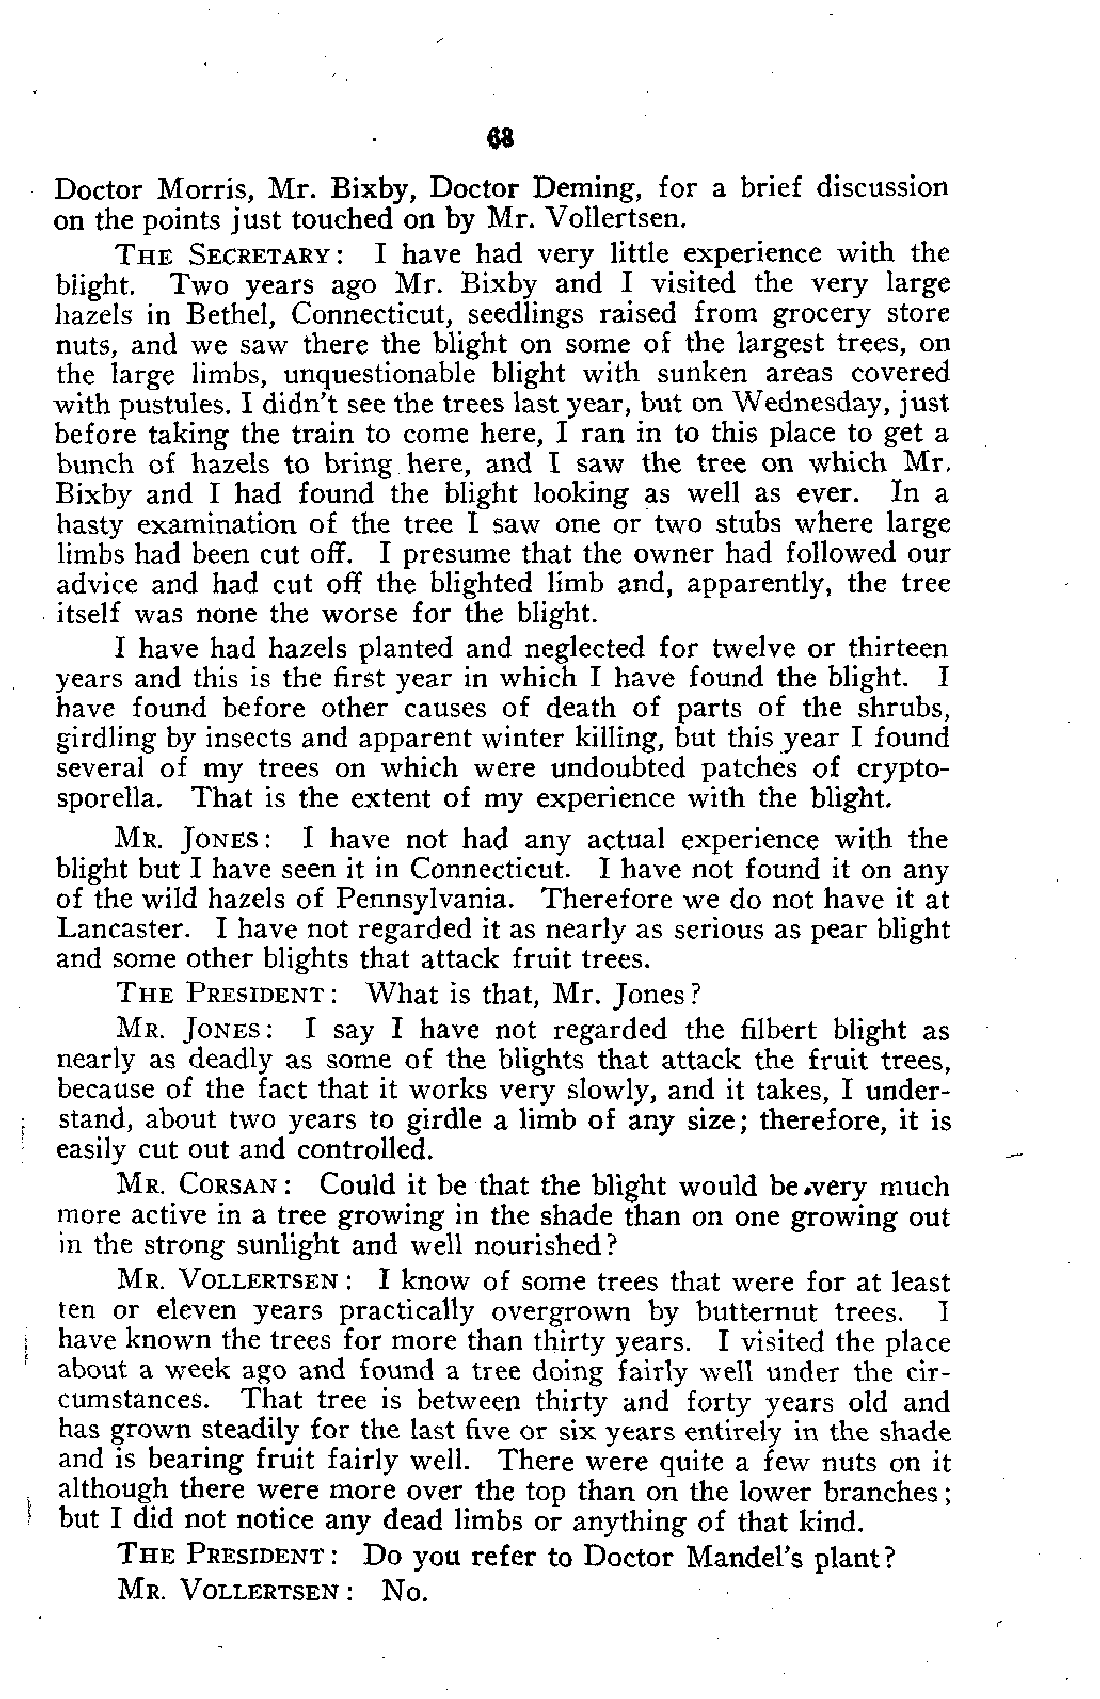 68
Doctor Morris, Mr. Bixby, Doctor Deming, for a brief discussion
on the points just touched on by Mr. Vollertsen.
THE SECRETARY: I have had very little experience with the
blight. Two years ago Mr. Bixby and I visited the very large
hazels in Bethel, Connecticut, seedlings raised from grocery store
nuts, and we saw there the blight on some of the largest trees, on
the large limbs, unquestionable blight with sunken areas covered
with pustules. I didn't see the trees last year, but on Wednesday, just
before taking the train to come here, I ran in to this place to get a
bunch of hazels to bring here, and I saw the tree on which Mr.
Bixby and I had found the blight looking as well as ever. In a
hasty examination of the tree I saw one or two stubs where large
limbs had been cut off. I presume that the owner had followed our
advice and had cut off the blighted limb and, apparently, the tree
itself was none the worse for the blight.
I have had hazels planted and neglected for twelve or thirteen
years and this is the first year in which I have found the blight. I
have found before other causes of death of parts of the shrubs,
girdling by insects and apparent winter killing, but this year I found
several of my trees on which were undoubted patches of crypto-
sporella. That is the extent of my experience with the blight.
MR. JONES: I have not had any actual experience with the
blight but I have seen it in Connecticut. I have not found it on any
of the wild hazels of Pennsylvania. Therefore we do not have it at
Lancaster. I have not regarded it as nearly as serious as pear blight
and some other blights that attack fruit trees.
THE PRESIDENT: What is that, Mr. Jones?
MR. JONES: I say I have not regarded the filbert blight as
nearly as deadly as some of the blights that attack the fruit trees,
because of the fact that it works very slowly, and it takes, I under-
stand, about two years to girdle a limb of any size; therefore, it is
easily cut out and controlled.
MR. CORSAN: Could it be that the blight would be very much
more active in a tree growing in the shade than on one growing out
in the strong sunlight and well nourished?
MR. VOLLERTSEN: I know of some trees that were for at least
ten or eleven years practically overgrown by butternut trees. I
have known the trees for more than thirty years. I visited the place
about a week ago and found a tree doing fairly well under the cir-
cumstances. That tree is between thirty and forty years old and
has grown steadily for the last five or six years entirely in the shade
and is bearing fruit fairly well. There were quite a few nuts on it
although there were more over the top than on the lower branches;
but I did not notice any dead limbs or anything of that kind.
THE PRESIDENT: Do you refer to Doctor Mandel's plant?
MR. VOLLERTSEN: No.